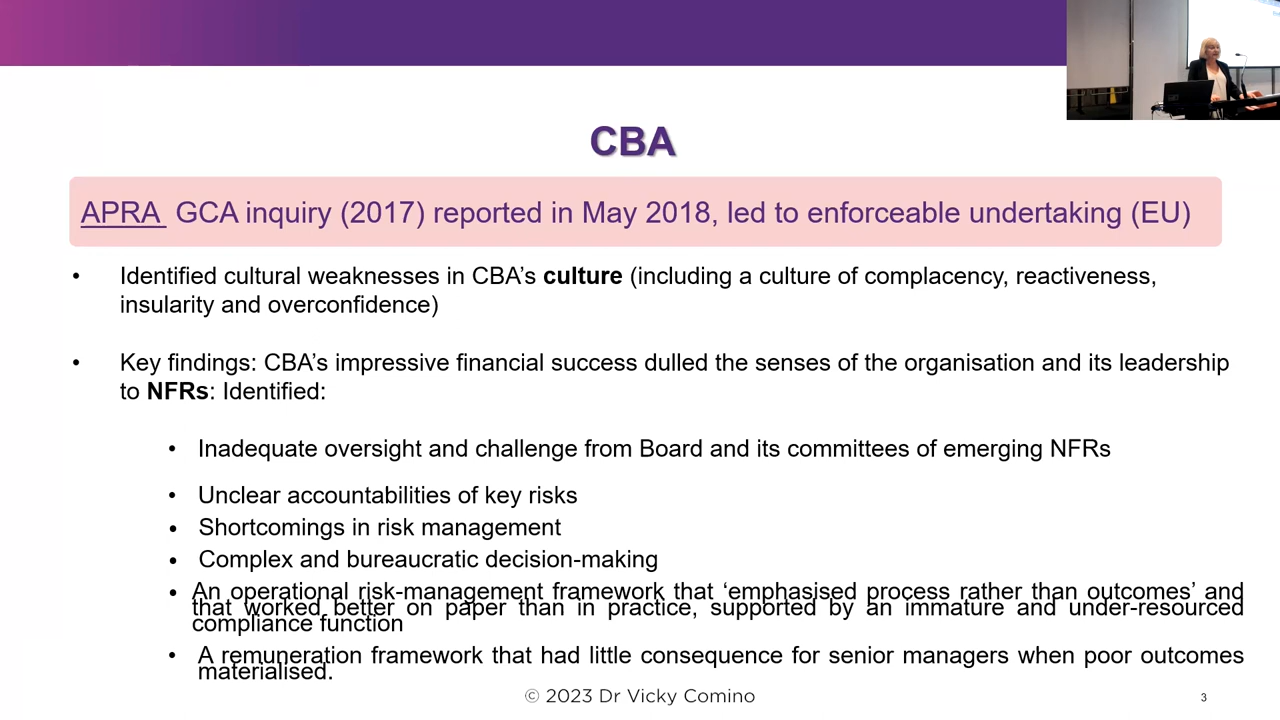 CBA
APRA GCA inquiry (2017) reported in May 2018, led to enforceable undertaking (EU)
• Identified cultural weaknesses in CBA’s culture (including a culture of complacency, reactiveness,
insularity and overconfidence)
• Key findings: CBA’s impressive financial success dulled the senses of the organisation and its leadership
to NFRs: Identified:
• Inadequate oversight and challenge from Board and its committees of emerging NFRs
• Unclear accountabilities of key risks
• Shortcomings in risk management
• Complex and bureaucratic decision-making
• An operational risk-management framework that ‘emphasised process rather than outcomes’ and
that worked better on paper than in practice, supported by an immature and under-resourced
compliance function
• A remuneration framework that had little consequence for senior managers when poor outcomes
materialised.
© 2023 Dr Vicky Comino
3